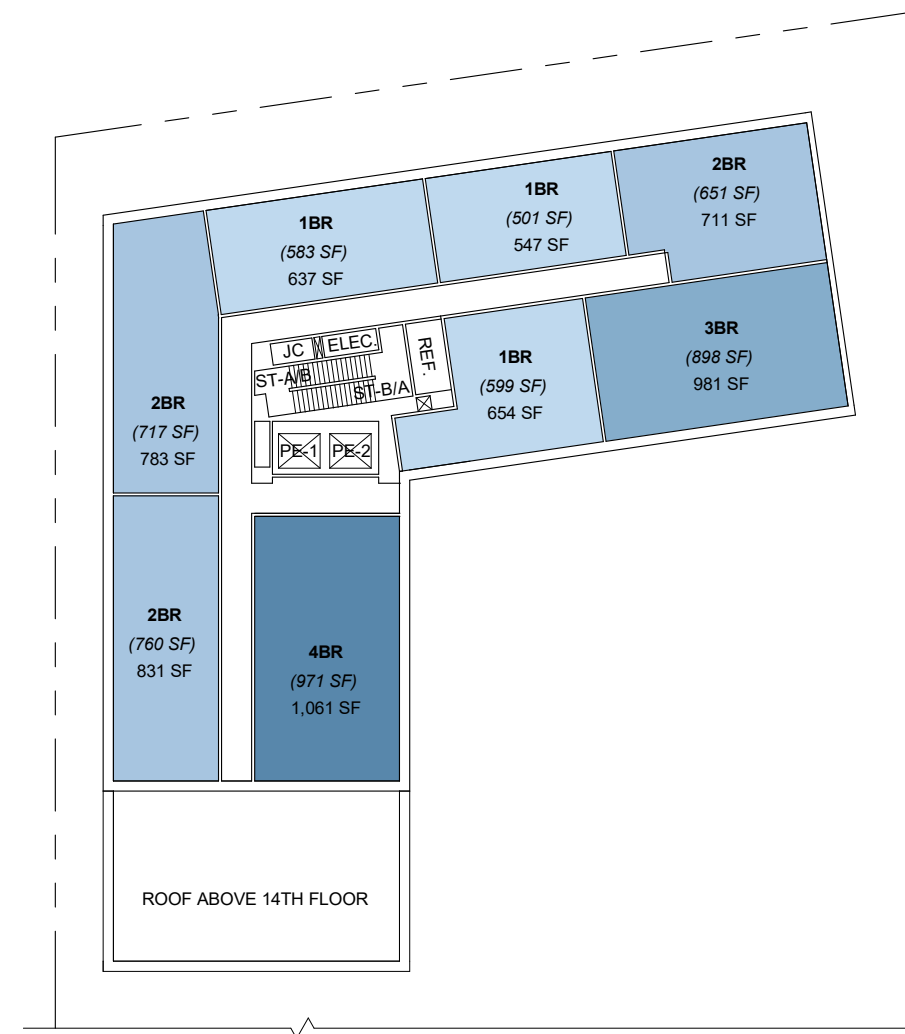 2BR
(651 SF)
711 SF
1BR
(501 SF)
547 SF
1BR
(583 SF)
637 SF
3BR
(898 SF)
981 SF
JC
ELEC.
REF.
1BR
(599 SF)
654 SF
ST-A/B
ST-B/A
2BR
(717 SF)
783 SF
PE-1
PE-2
2BR
(760 SF)
831 SF
4BR
(971 SF)
1,061 SF
ROOF ABOVE 14TH FLOOR